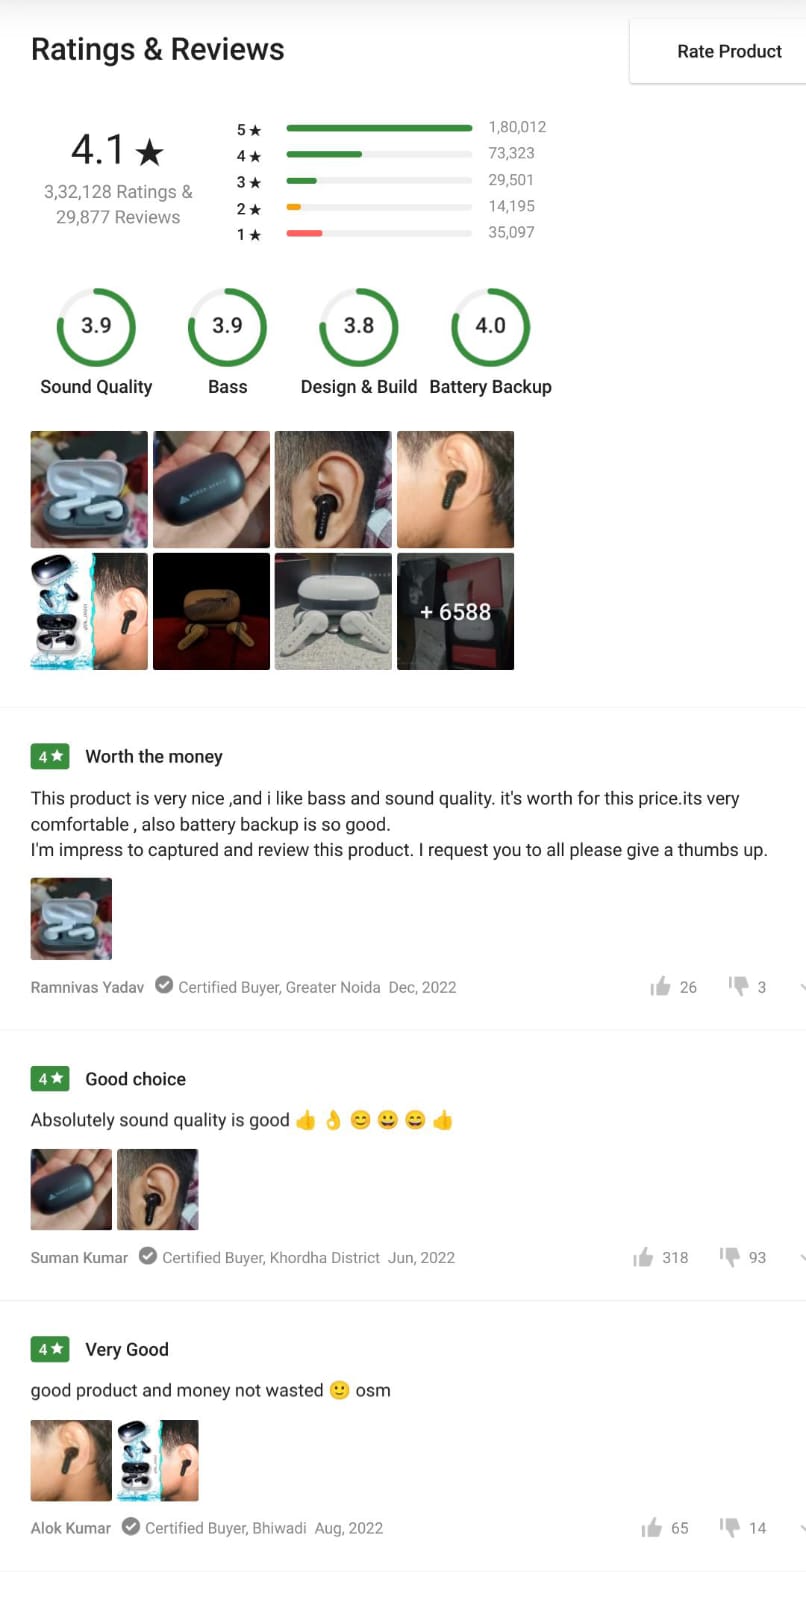 Ratings & Reviews
Rate Product
4.1 ★
3,32,128 Ratings &
29,877 Reviews
5 ★ 1,80,012
4 ★ 73,323
3 ★ 29,501
2 ★ 14,195
1 ★ 35,097
3.9 3.9 3.8 4.0
Sound Quality Bass Design & Build Battery Backup
+ 6588
4 ★ Worth the money
This product is very nice ,and i like bass and sound quality. it's worth for this price.its very
comfortable , also battery backup is so good.
I'm impress to captured and review this product. I request you to all please give a thumbs up.
Ramnivas Yadav Certified Buyer, Greater Noida Dec, 2022 26 3
4 ★ Good choice
Absolutely sound quality is good 👍 👌 😊 😀 😄 👍
Suman Kumar Certified Buyer, Khordha District Jun, 2022 318 93
4 ★ Very Good
good product and money not wasted 🙂 osm
Alok Kumar Certified Buyer, Bhiwadi Aug, 2022 65 14